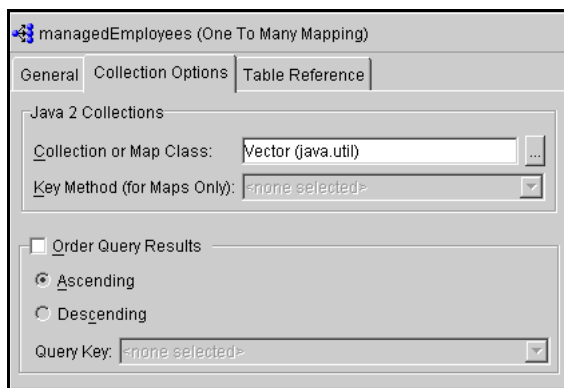 managedEmployees (One To Many Mapping)
General Collection Options Table Reference
Java 2 Collections
Collection or Map Class: Vector (java.util) ...
Key Method (for Maps Only): <none selected>
Order Query Results
Ascending
Descending
Query Key: <none selected>